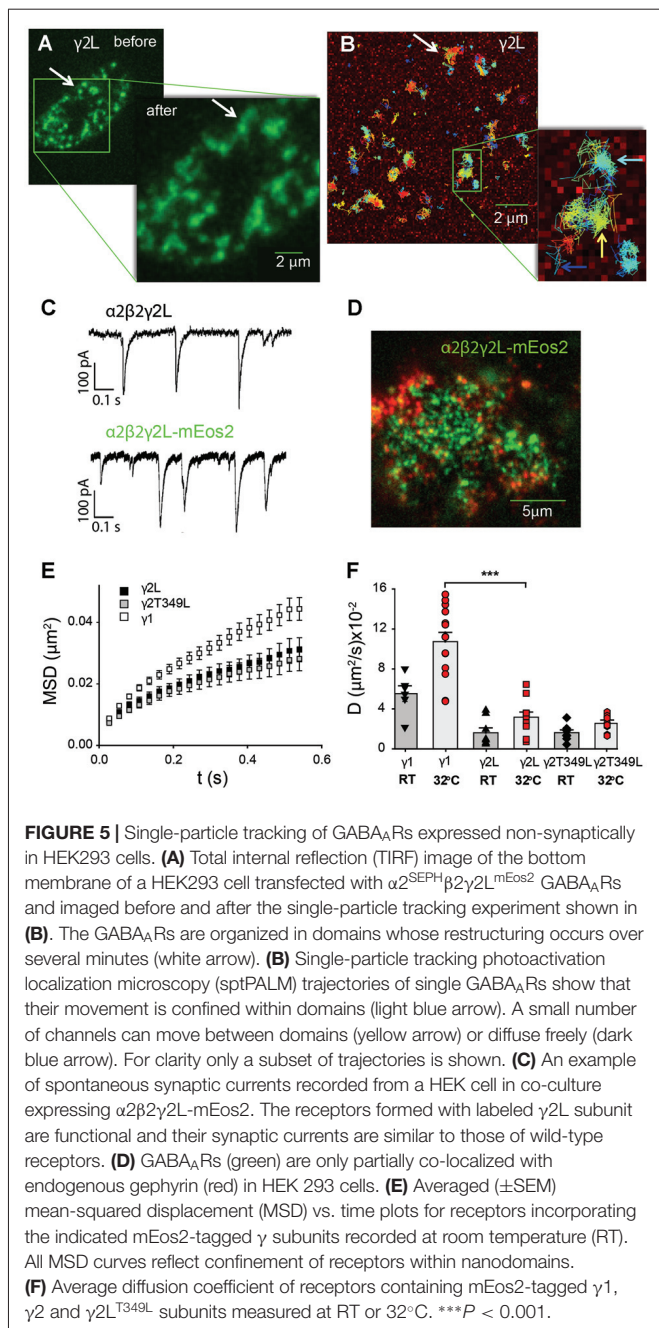 A γ2L before
after
2 μm
B γ2L
2 μm
C
α2β2γ2L
100 pA
0.1 s
α2β2γ2L-mEos2
100 pA
0.1 s
D
α2β2γ2L-mEos2
5μm
E
γ2L
γ2T349L
γ1
MSD (μm²)
0.04
0.02
0.00
0.0 0.2 0.4 0.6
t (s)
F
***
D (μm²/s)x10⁻²
16
12
8
4
0
γ1 γ1 γ2L γ2L γ2T349L γ2T349L
RT 32ºC RT 32ºC RT 32ºC
FIGURE 5 | Single-particle tracking of GABA_ARs expressed non-synaptically
in HEK293 cells. (A) Total internal reflection (TIRF) image of the bottom
membrane of a HEK293 cell transfected with α2^SEPHβ2γ2L^mEos2 GABA_ARs
and imaged before and after the single-particle tracking experiment shown in
(B). The GABA_ARs are organized in domains whose restructuring occurs over
several minutes (white arrow). (B) Single-particle tracking photoactivation
localization microscopy (sptPALM) trajectories of single GABA_ARs show that
their movement is confined within domains (light blue arrow). A small number
of channels can move between domains (yellow arrow) or diffuse freely (dark
blue arrow). For clarity only a subset of trajectories is shown. (C) An example
of spontaneous synaptic currents recorded from a HEK cell in co-culture
expressing α2β2γ2L-mEos2. The receptors formed with labeled γ2L subunit
are functional and their synaptic currents are similar to those of wild-type
receptors. (D) GABA_ARs (green) are only partially co-localized with
endogenous gephyrin (red) in HEK 293 cells. (E) Averaged (±SEM)
mean-squared displacement (MSD) vs. time plots for receptors incorporating
the indicated mEos2-tagged γ subunits recorded at room temperature (RT).
All MSD curves reflect confinement of receptors within nanodomains.
(F) Average diffusion coefficient of receptors containing mEos2-tagged γ1,
γ2 and γ2L^T349L subunits measured at RT or 32°C. ***P < 0.001.